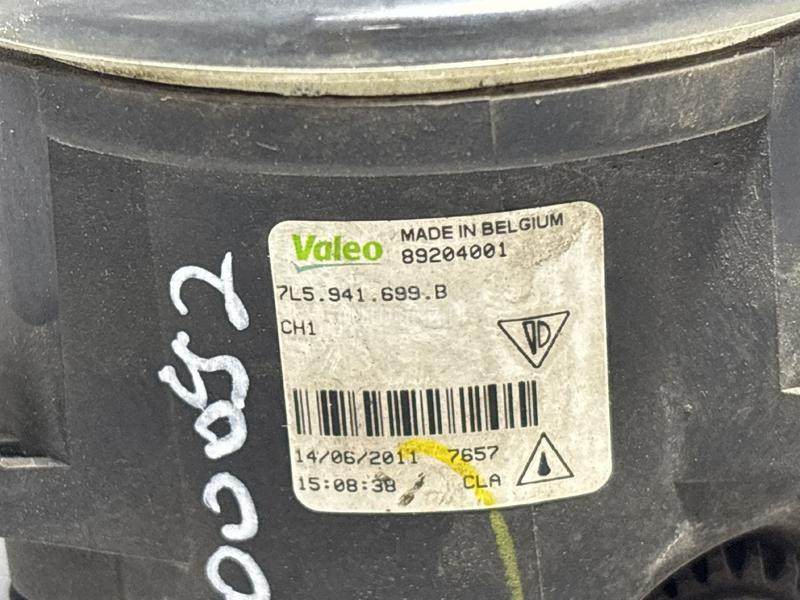 Valeo MADE IN BELGIUM
89204001
7L5.941.699.B
CH1
14/06/2011 7657
15:08:38 CLA